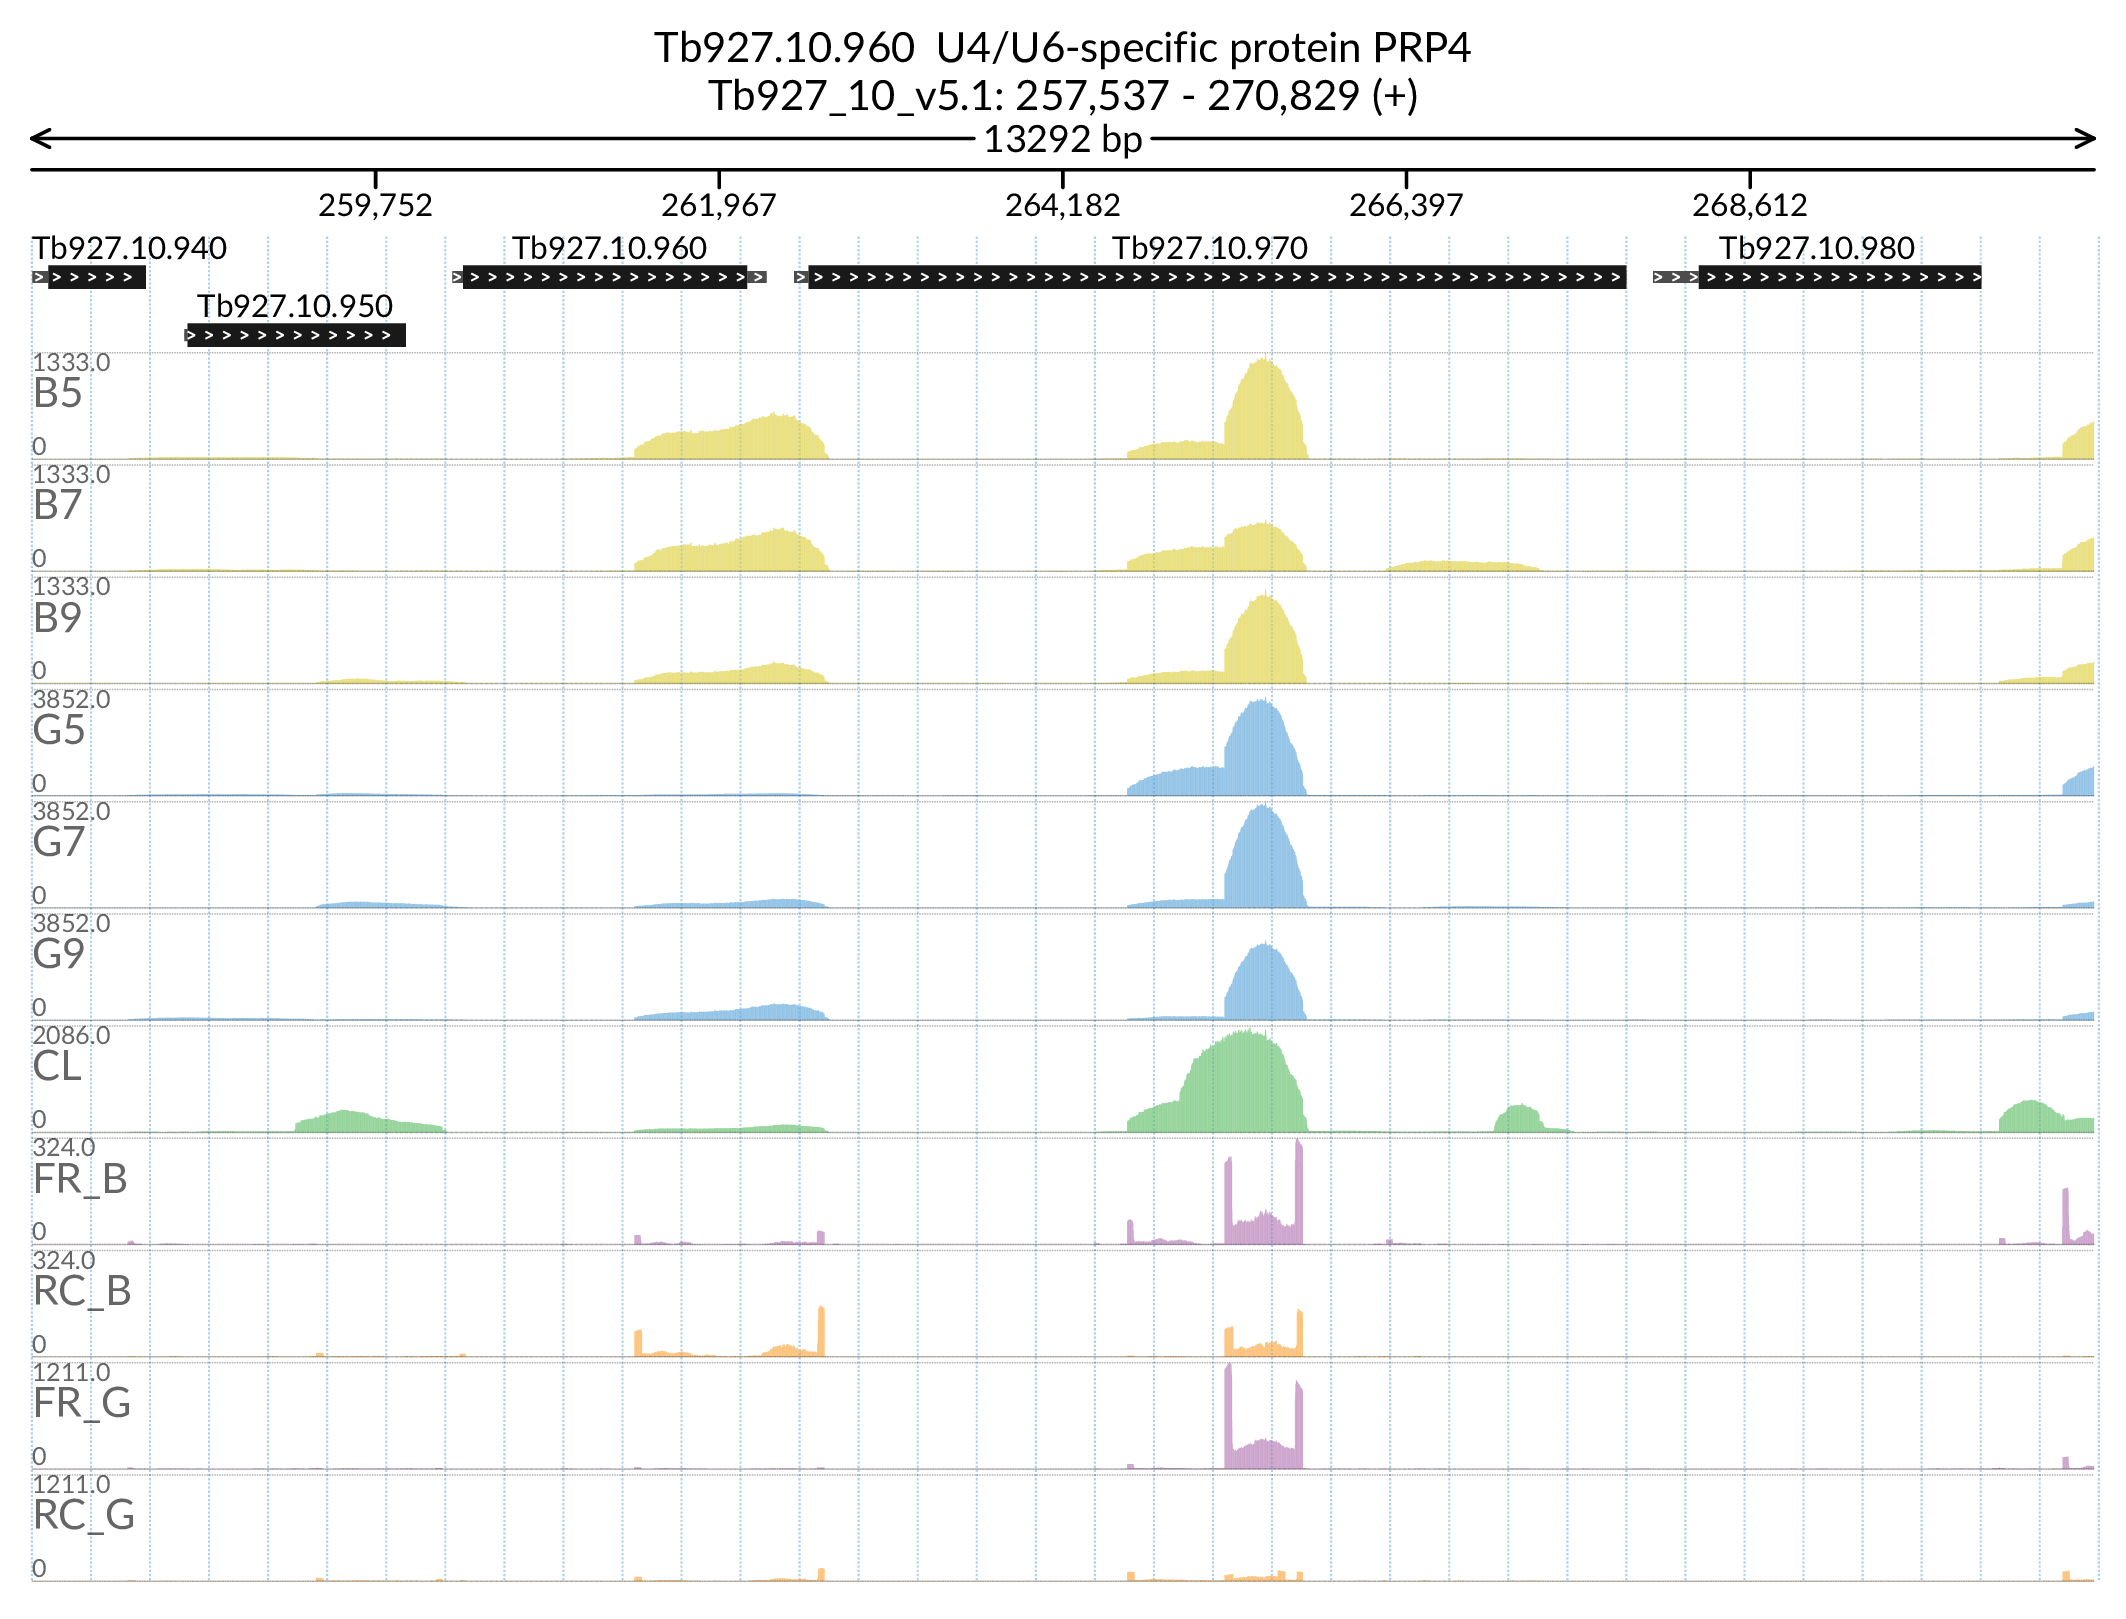 Tb927.10.960 U4/U6-specific protein PRP4
Tb927_10_v5.1: 257,537 - 270,829 (+)
13292 bp
259,752 261,967 264,182 266,397 268,612
Tb927.10.940 Tb927.10.960 Tb927.10.970 Tb927.10.980
Tb927.10.950
1333.0
B5
0
1333.0
B7
0
1333.0
B9
0
3852.0
G5
0
3852.0
G7
0
3852.0
G9
0
2086.0
CL
0
324.0
FR_B
0
324.0
RC_B
0
1211.0
FR_G
0
1211.0
RC_G
0